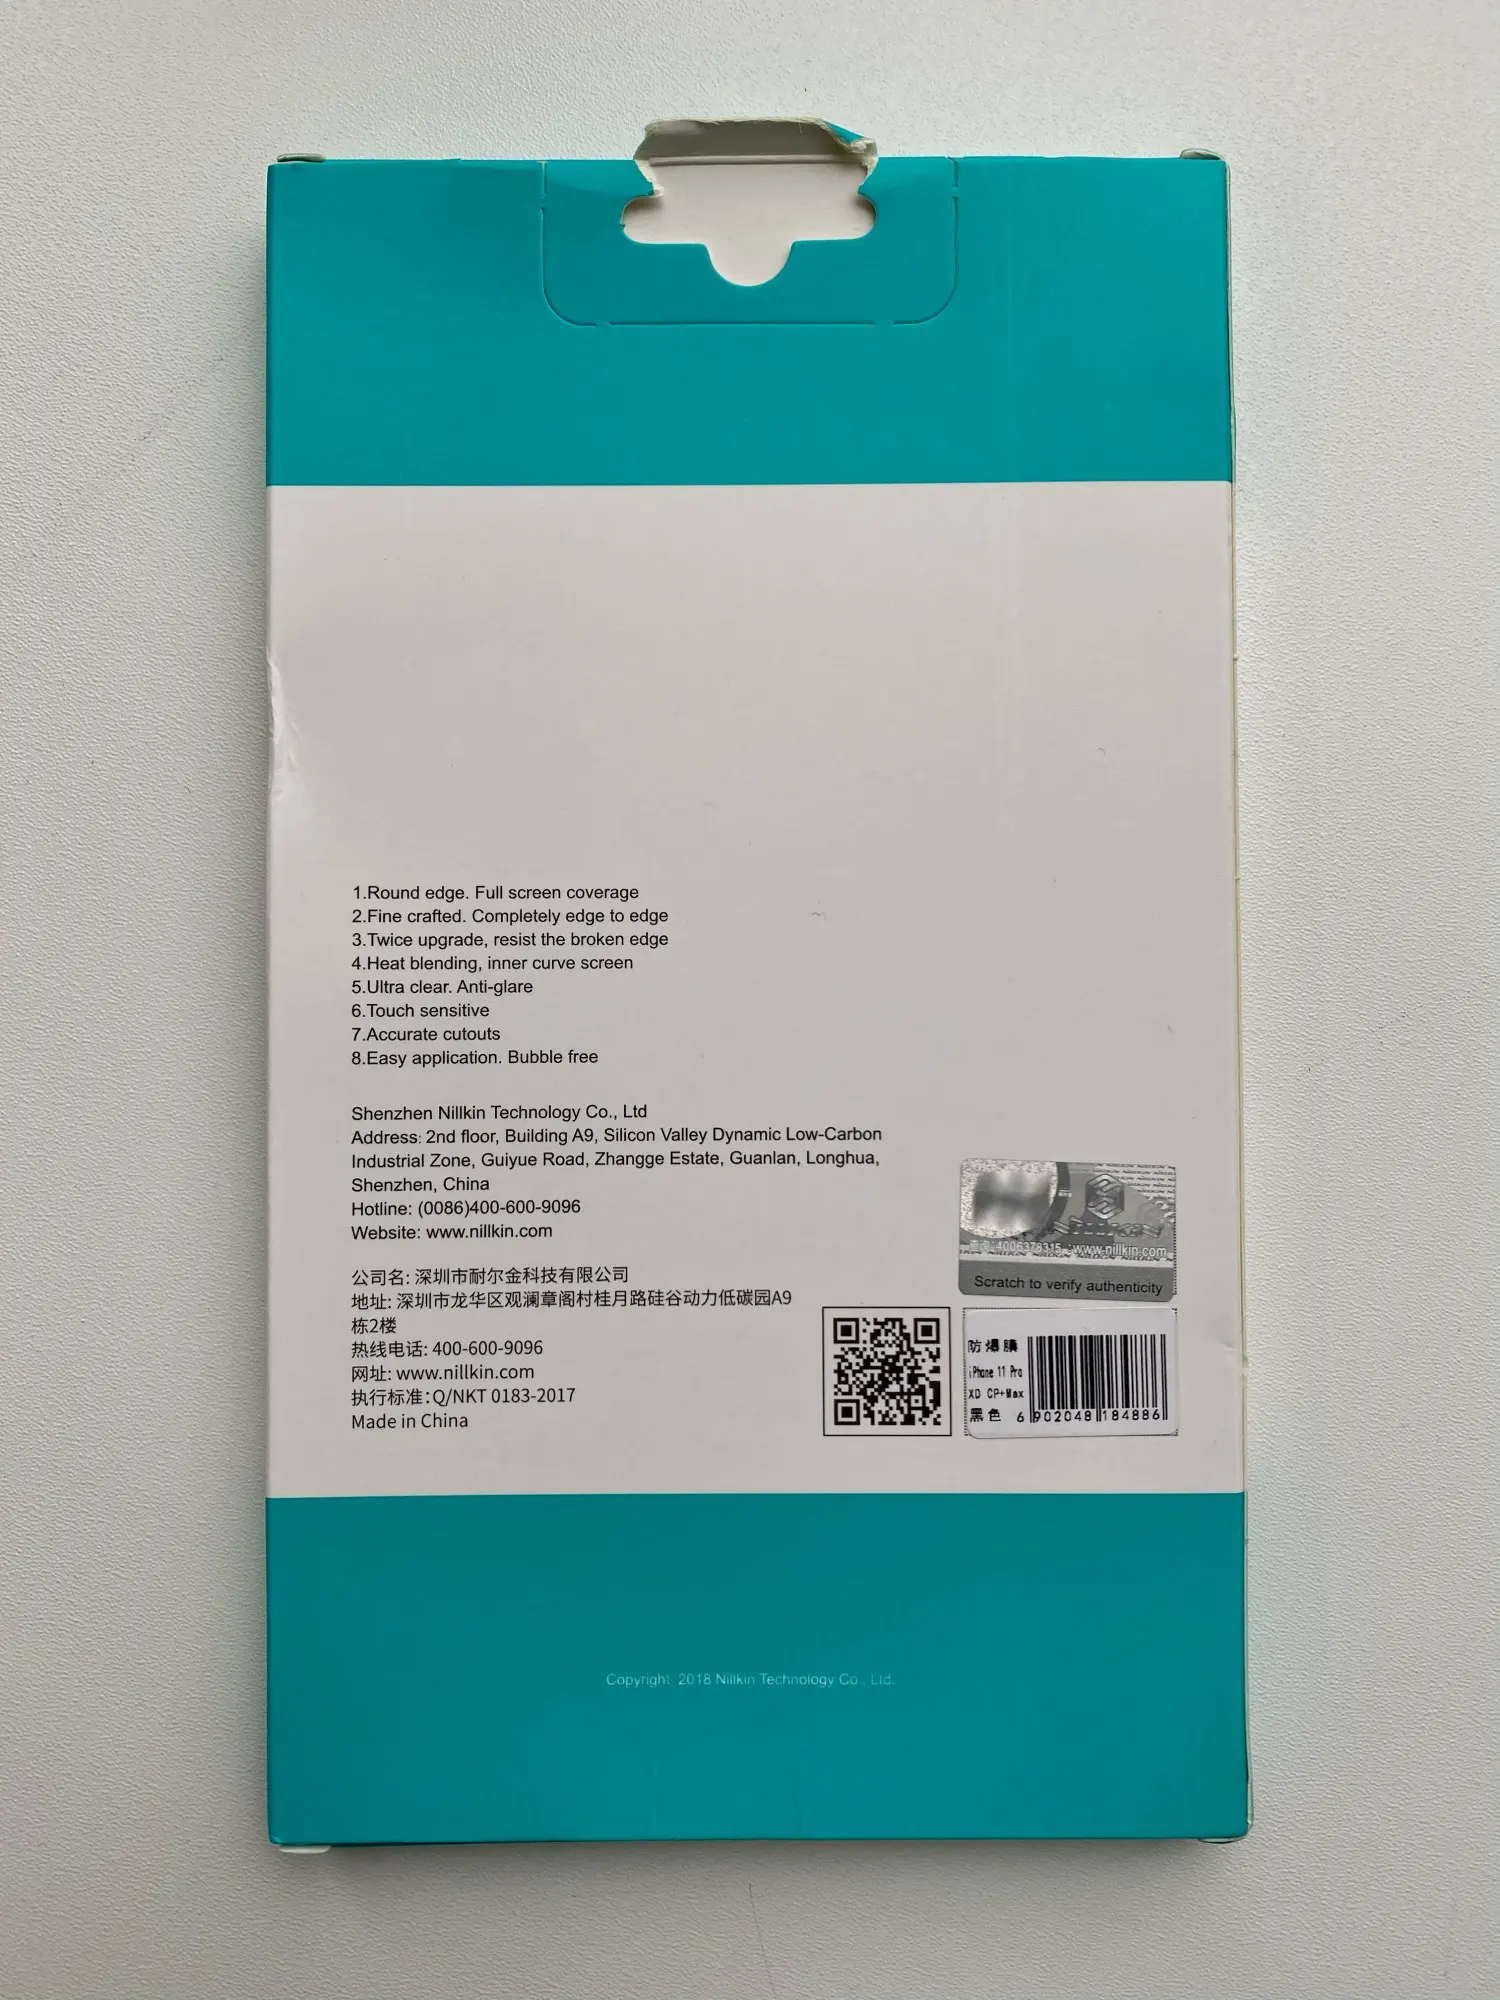 1.Round edge. Full screen coverage
2.Fine crafted. Completely edge to edge
3.Twice upgrade, resist the broken edge
4.Heat blending, inner curve screen
5.Ultra clear. Anti-glare
6.Touch sensitive
7.Accurate cutouts
8.Easy application. Bubble free
Shenzhen Nillkin Technology Co., Ltd
Address: 2nd floor, Building A9, Silicon Valley Dynamic Low-Carbon
Industrial Zone, Guiyue Road, Zhangge Estate, Guanlan, Longhua,
Shenzhen, China
Hotline: (0086)400-600-9096
Website: www.nillkin.com
公司名: 深圳市耐尔金科技有限公司
地址: 深圳市龙华区观澜章阁村桂月路硅谷动力低碳园A9
栋2楼
热线电话: 400-600-9096
网址: www.nillkin.com
执行标准: Q/NKT 0183-2017
Made in China
4006378315 www.nillkin.com
Scratch to verify authenticity
防爆膜
iPhone 11 Pro
XD CP+Max
黑色 6 902048 184886
Copyright 2018 Nillkin Technology Co., Ltd.